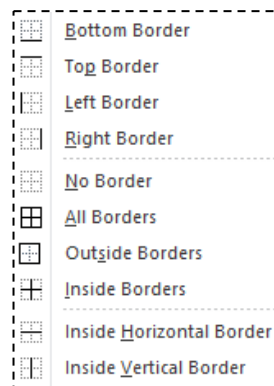 Bottom Border
Top Border
Left Border
Right Border
No Border
All Borders
Outside Borders
Inside Borders
Inside Horizontal Border
Inside Vertical Border